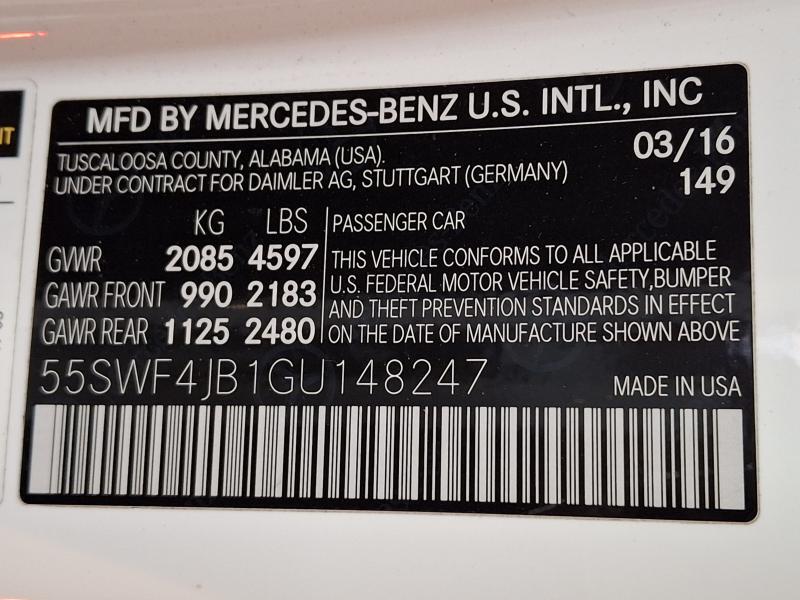 MFD BY MERCEDES-BENZ U.S. INTL., INC
TUSCALOOSA COUNTY, ALABAMA (USA). 03/16
UNDER CONTRACT FOR DAIMLER AG, STUTTGART (GERMANY) 149
KG LBS PASSENGER CAR
GVWR 2085 4597 THIS VEHICLE CONFORMS TO ALL APPLICABLE
U.S. FEDERAL MOTOR VEHICLE SAFETY,BUMPER
GAWR FRONT 990 2183 AND THEFT PREVENTION STANDARDS IN EFFECT
GAWR REAR 1125 2480 ON THE DATE OF MANUFACTURE SHOWN ABOVE
55SWF4JB1GU148247 MADE IN USA